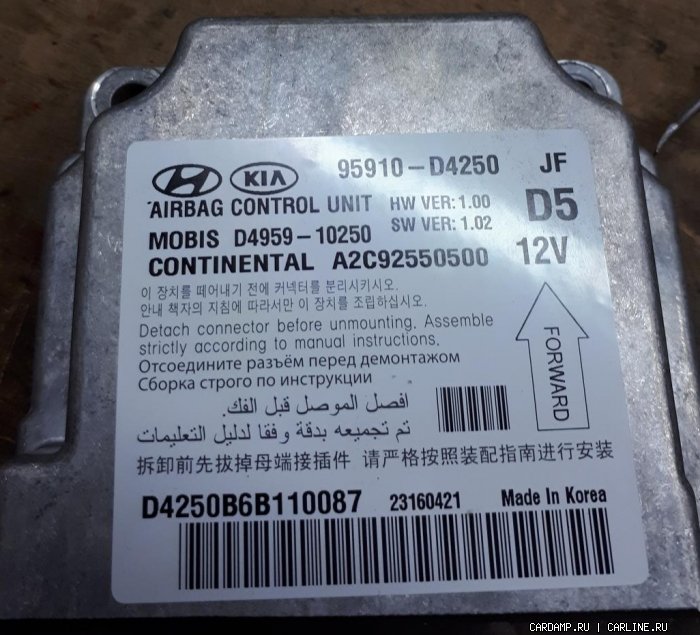 KIA 95910-D4250 JF
AIRBAG CONTROL UNIT HW VER: 1.00 D5
MOBIS D4959-10250 SW VER: 1.02
CONTINENTAL A2C92550500 12V
이 장치를 떼어내기 전에 커넥터를 분리시키시오.
안내 책자의 지침에 따라서만 이 장치를 조립하십시오.
Detach connector before unmounting. Assemble
strictly according to manual instructions.
Отсоедините разъём перед демонтажом
Сборка строго по инструкции
FORWARD
افصل الموصل قبل الفك.
تم تجميعه بدقة وفقا لدليل التعليمات
拆卸前先拔掉母端接插件 请严格按照装配指南进行安装
D4250B6B110087 23160421 Made In Korea
CARDAMP.RU | CARLINE.RU